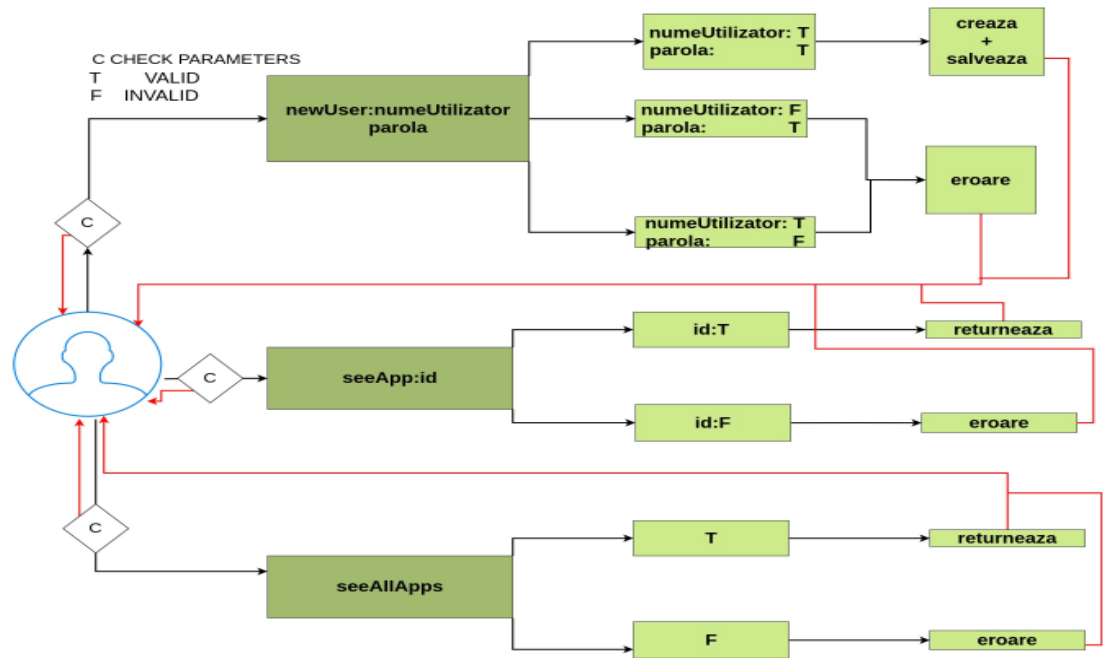 C CHECK PARAMETERS
T VALID
F INVALID
newUser:numeUtilizator
parola
numeUtilizator: T
parola: T
creaza
+
salveaza
numeUtilizator: F
parola: T
eroare
numeUtilizator: T
parola: F
C
C
seeApp:id
id:T
returneaza
id:F
eroare
C
seeAllApps
T
returneaza
F
eroare